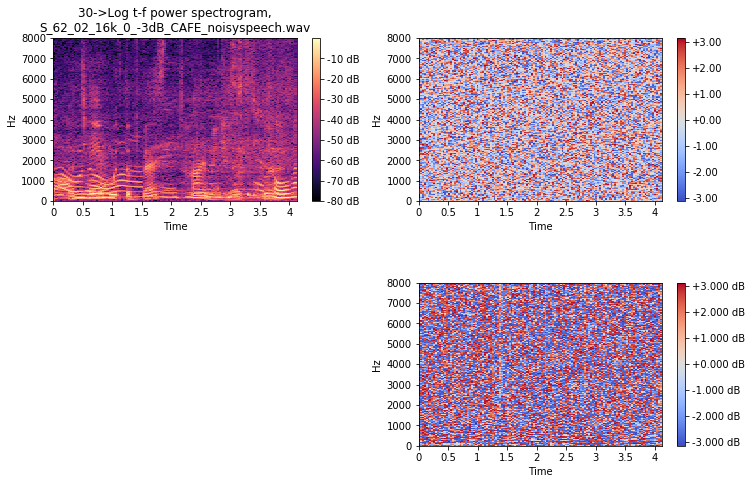 30->Log t-f power spectrogram,
S_62_02_16k_0_-3dB_CAFE_noisyspeech.wav
8000
7000
6000
5000
4000
3000
2000
1000
0
Hz
0 0.5 1 1.5 2 2.5 3 3.5 4
Time
-10 dB
-20 dB
-30 dB
-40 dB
-50 dB
-60 dB
-70 dB
-80 dB
8000
7000
6000
5000
4000
3000
2000
1000
0
Hz
0 0.5 1 1.5 2 2.5 3 3.5 4
Time
+3.00
+2.00
+1.00
+0.00
-1.00
-2.00
-3.00
8000
7000
6000
5000
4000
3000
2000
1000
0
Hz
0 0.5 1 1.5 2 2.5 3 3.5 4
Time
+3.000 dB
+2.000 dB
+1.000 dB
+0.000 dB
-1.000 dB
-2.000 dB
-3.000 dB